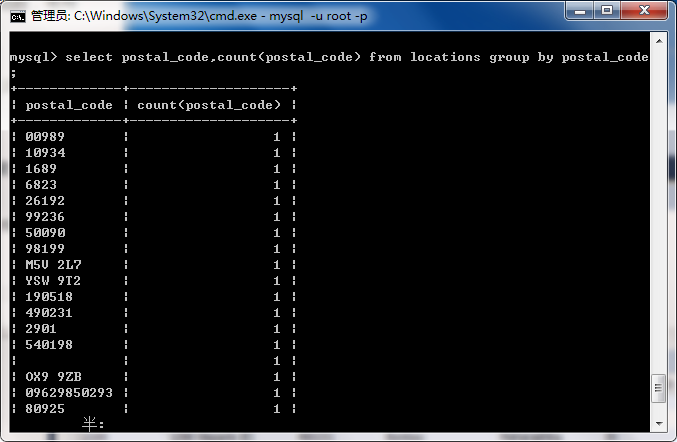 管理员: C:\Windows\System32\cmd.exe - mysql  -u root -p
mysql> select postal_code,count(postal_code) from locations group by postal_code
;
+-------------+--------------------+
| postal_code | count(postal_code) |
+-------------+--------------------+
| 00989       |                  1 |
| 10934       |                  1 |
| 1689        |                  1 |
| 6823        |                  1 |
| 26192       |                  1 |
| 99236       |                  1 |
| 50090       |                  1 |
| 98199       |                  1 |
| M5V 2L7     |                  1 |
| YSW 9T2     |                  1 |
| 190518      |                  1 |
| 490231      |                  1 |
| 2901        |                  1 |
| 540198      |                  1 |
|             |                  1 |
| OX9 9ZB     |                  1 |
| 09629850293 |                  1 |
| 80925       |                  1 |
半: